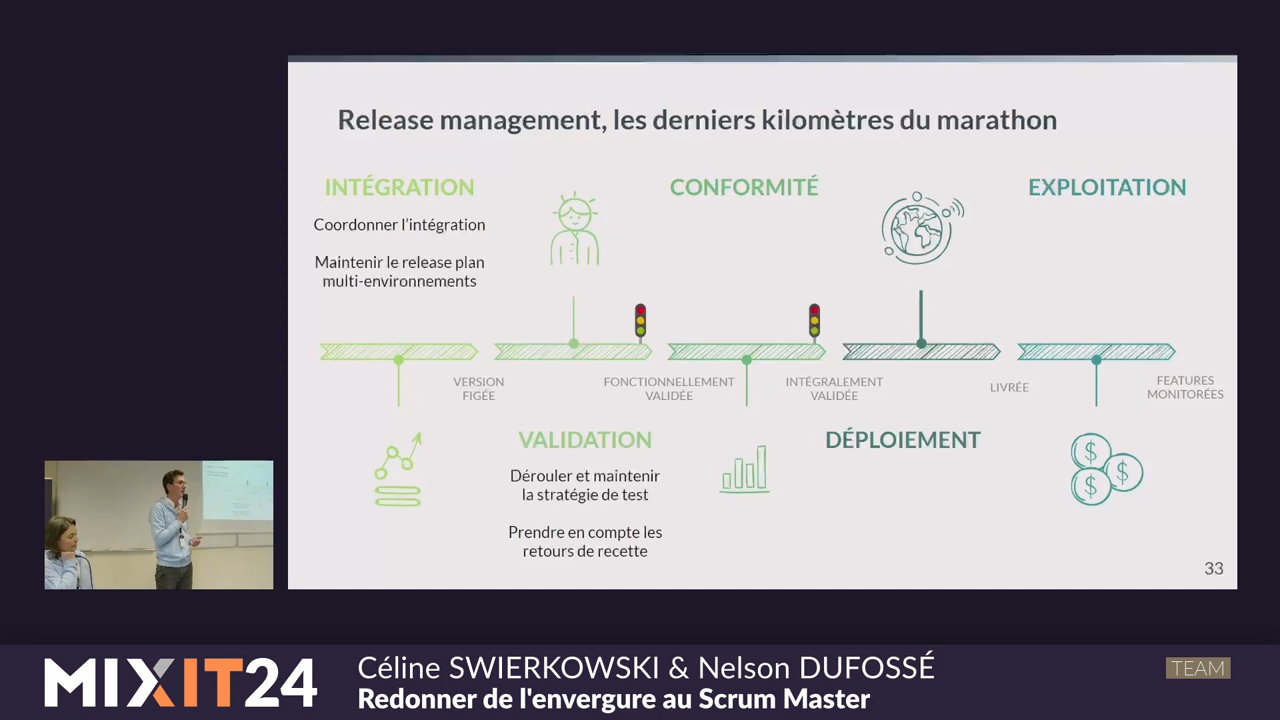 Release management, les derniers kilomètres du marathon
INTÉGRATION
Coordonner l'intégration
Maintenir le release plan
multi-environnements
CONFORMITÉ
EXPLOITATION
VERSION
FIGÉE
FONCTIONNELLEMENT
VALIDÉE
INTÉGRALEMENT
VALIDÉE
LIVRÉE
FEATURES
MONITORÉES
VALIDATION
Dérouler et maintenir
la stratégie de test
Prendre en compte les
retours de recette
DÉPLOIEMENT
$
$
$
33
MIXIT24
Céline SWIERKOWSKI & Nelson DUFOSSÉ
Redonner de l'envergure au Scrum Master
TEAM